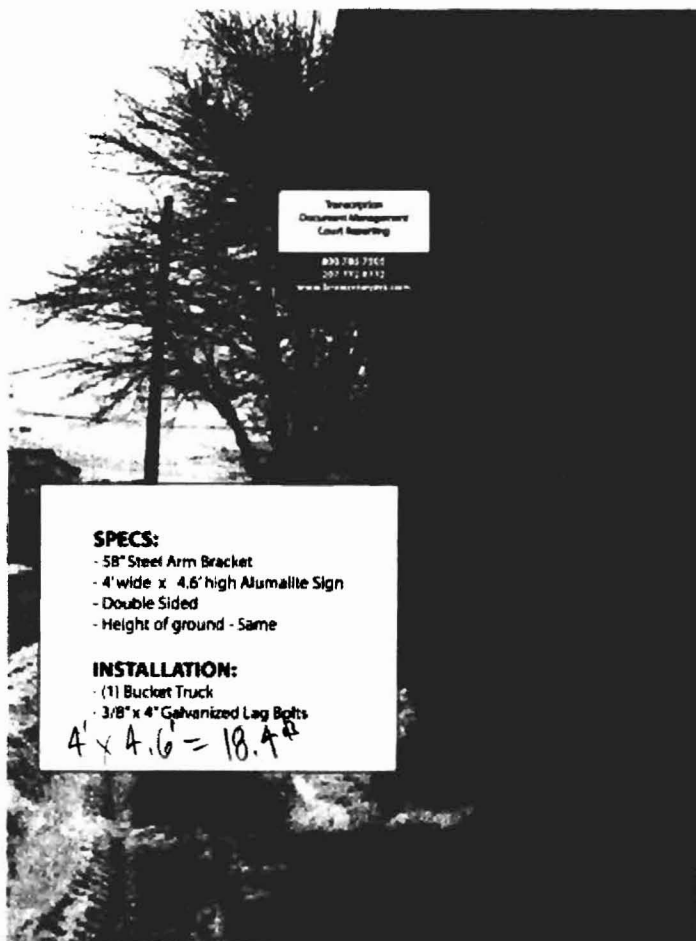 Transcription
Document Management
Court Reporting
SPECS:
- 58" Steel Arm Bracket
- 4' wide x 4.6' high Alumalite Sign
- Double Sided
- Height of ground - Same
INSTALLATION:
- (1) Bucket Truck
- 3/8" x 4" Galvanized Lag Bolts
4' x 4.6' = 18.4